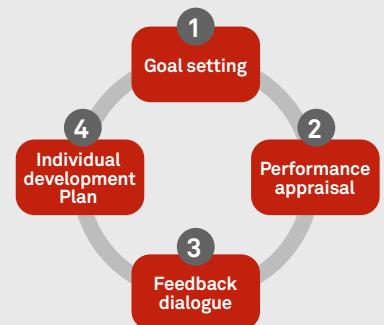 1
Goal setting
2
Performance
appraisal
3
Feedback
dialogue
4
Individual
development
Plan